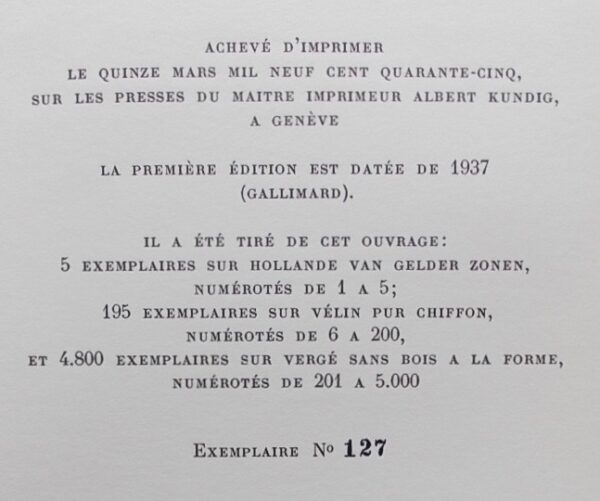 ACHEVÉ D'IMPRIMER
LE QUINZE MARS MIL NEUF CENT QUARANTE-CINQ,
SUR LES PRESSES DU MAITRE IMPRIMEUR ALBERT KUNDIG,
A GENÈVE
LA PREMIÈRE ÉDITION EST DATÉE DE 1937
(GALLIMARD).
IL A ÉTÉ TIRÉ DE CET OUVRAGE:
5 EXEMPLAIRES SUR HOLLANDE VAN GELDER ZONEN,
NUMÉROTÉS DE 1 A 5;
195 EXEMPLAIRES SUR VÉLIN PUR CHIFFON,
NUMÉROTÉS DE 6 A 200,
ET 4.800 EXEMPLAIRES SUR VERGÉ SANS BOIS A LA FORME,
NUMÉROTÉS DE 201 A 5.000
EXEMPLAIRE Nº 127